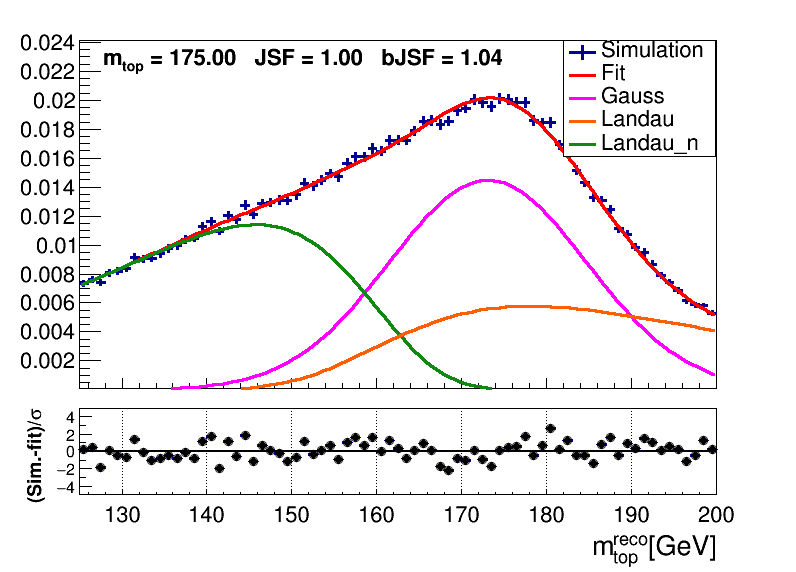 0.024
0.022
0.02
0.018
0.016
0.014
0.012
0.01
0.008
0.006
0.004
0.002
m_top = 175.00 JSF = 1.00 bJSF = 1.04
Simulation
Fit
Gauss
Landau
Landau_n
(Sim.-fit)/σ
4
2
0
−2
−4
130 140 150 160 170 180 190 200
m_top^reco[GeV]